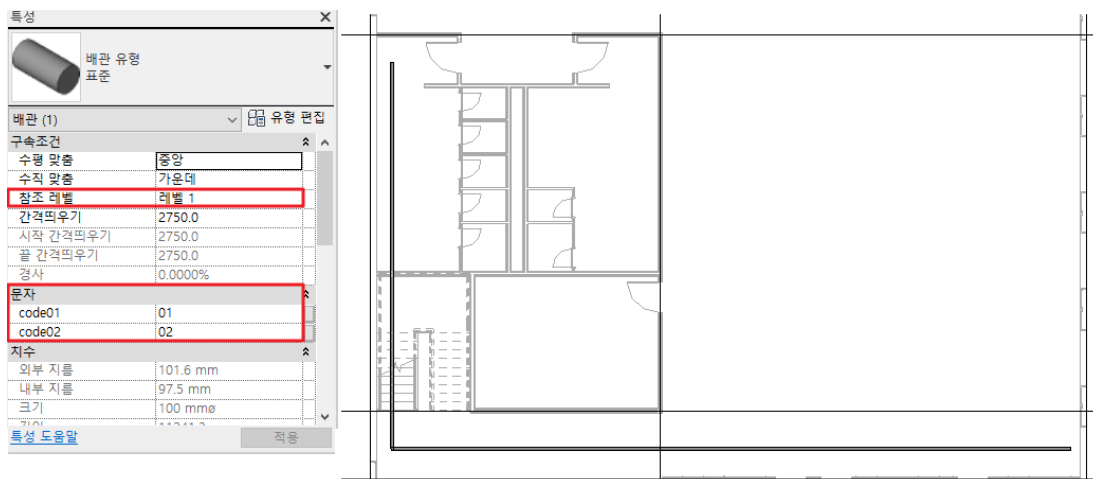 특성
배관 유형
표준
배관 (1)
유형 편집
구속조건
수평 맞춤 중앙
수직 맞춤 가운데
참조 레벨 레벨 1
간격띄우기 2750.0
시작 간격띄우기 2750.0
끝 간격띄우기 2750.0
경사 0.0000%
문자
code01 01
code02 02
치수
외부 지름 101.6 mm
내부 지름 97.5 mm
크기 100 mmø
특성 도움말
적용